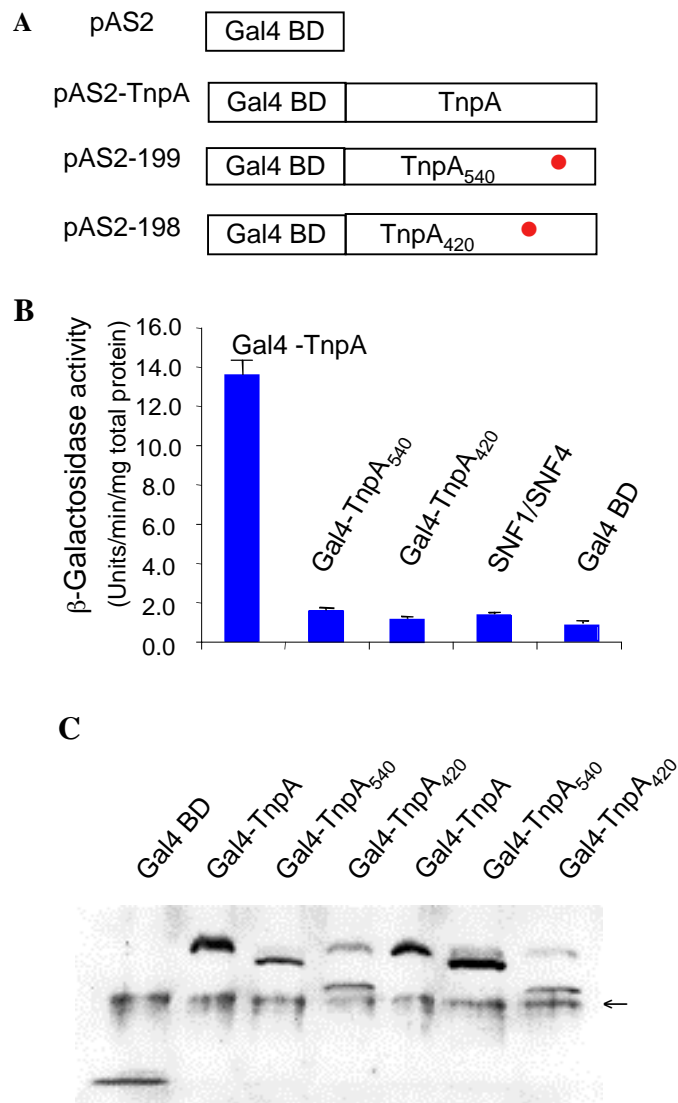 A
pAS2 Gal4 BD
pAS2-TnpA Gal4 BD TnpA
pAS2-199 Gal4 BD TnpA540
pAS2-198 Gal4 BD TnpA420
B
β-Galactosidase activity
(Units/min/mg total protein)
16.0
14.0
12.0
10.0
8.0
6.0
4.0
2.0
0.0
Gal4 -TnpA
Gal4-TnpA540
Gal4-TnpA420
SNF1/SNF4
Gal4 BD
C
Gal4 BD
Gal4-TnpA
Gal4-TnpA540
Gal4-TnpA420
Gal4-TnpA
Gal4-TnpA540
Gal4-TnpA420
←